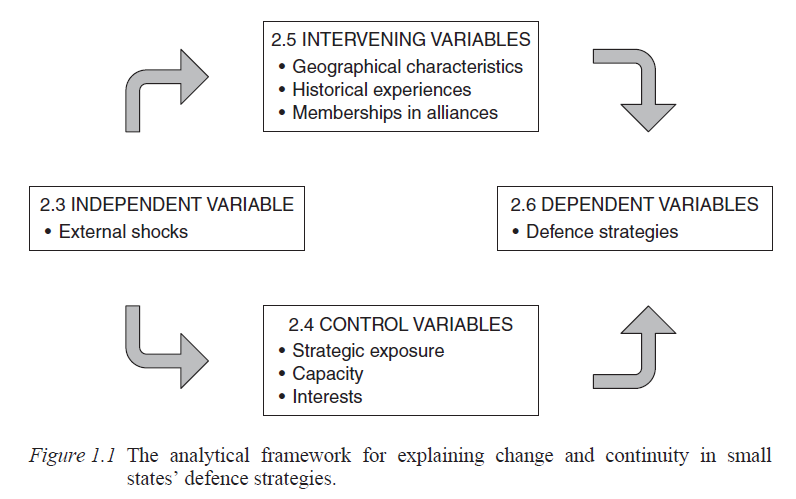 2.5 INTERVENING VARIABLES
• Geographical characteristics
• Historical experiences
• Memberships in alliances
2.3 INDEPENDENT VARIABLE
• External shocks
2.6 DEPENDENT VARIABLES
• Defence strategies
2.4 CONTROL VARIABLES
• Strategic exposure
• Capacity
• Interests
Figure 1.1 The analytical framework for explaining change and continuity in small
states’ defence strategies.